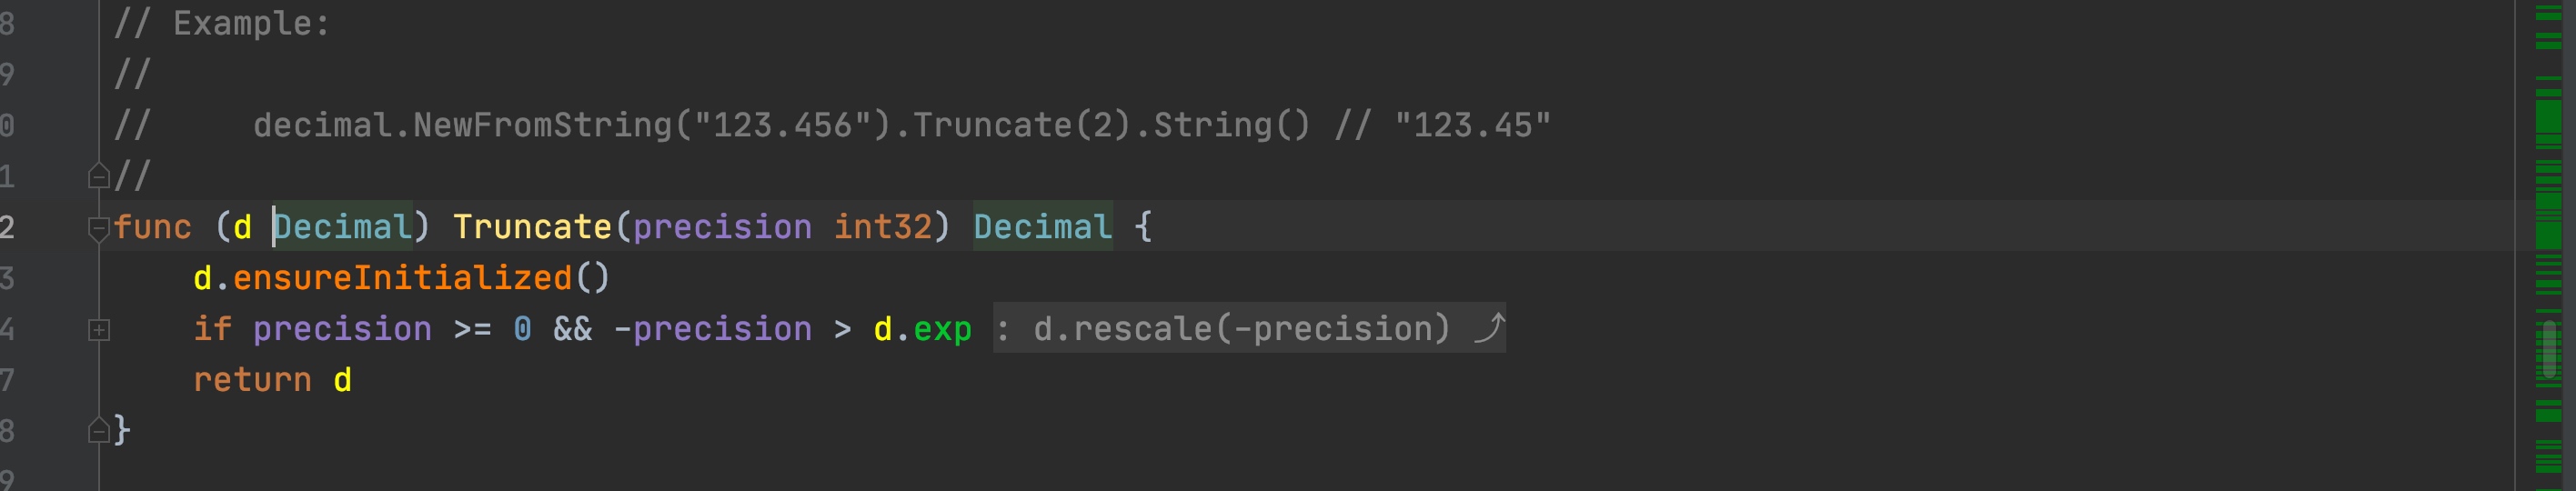 8 // Example:
9 //
0 //     decimal.NewFromString("123.456").Truncate(2).String() // "123.45"
1 //
2 func (d Decimal) Truncate(precision int32) Decimal {
3     d.ensureInitialized()
4     if precision >= 0 && -precision > d.exp : d.rescale(-precision) ⤴
7     return d
8 }
9